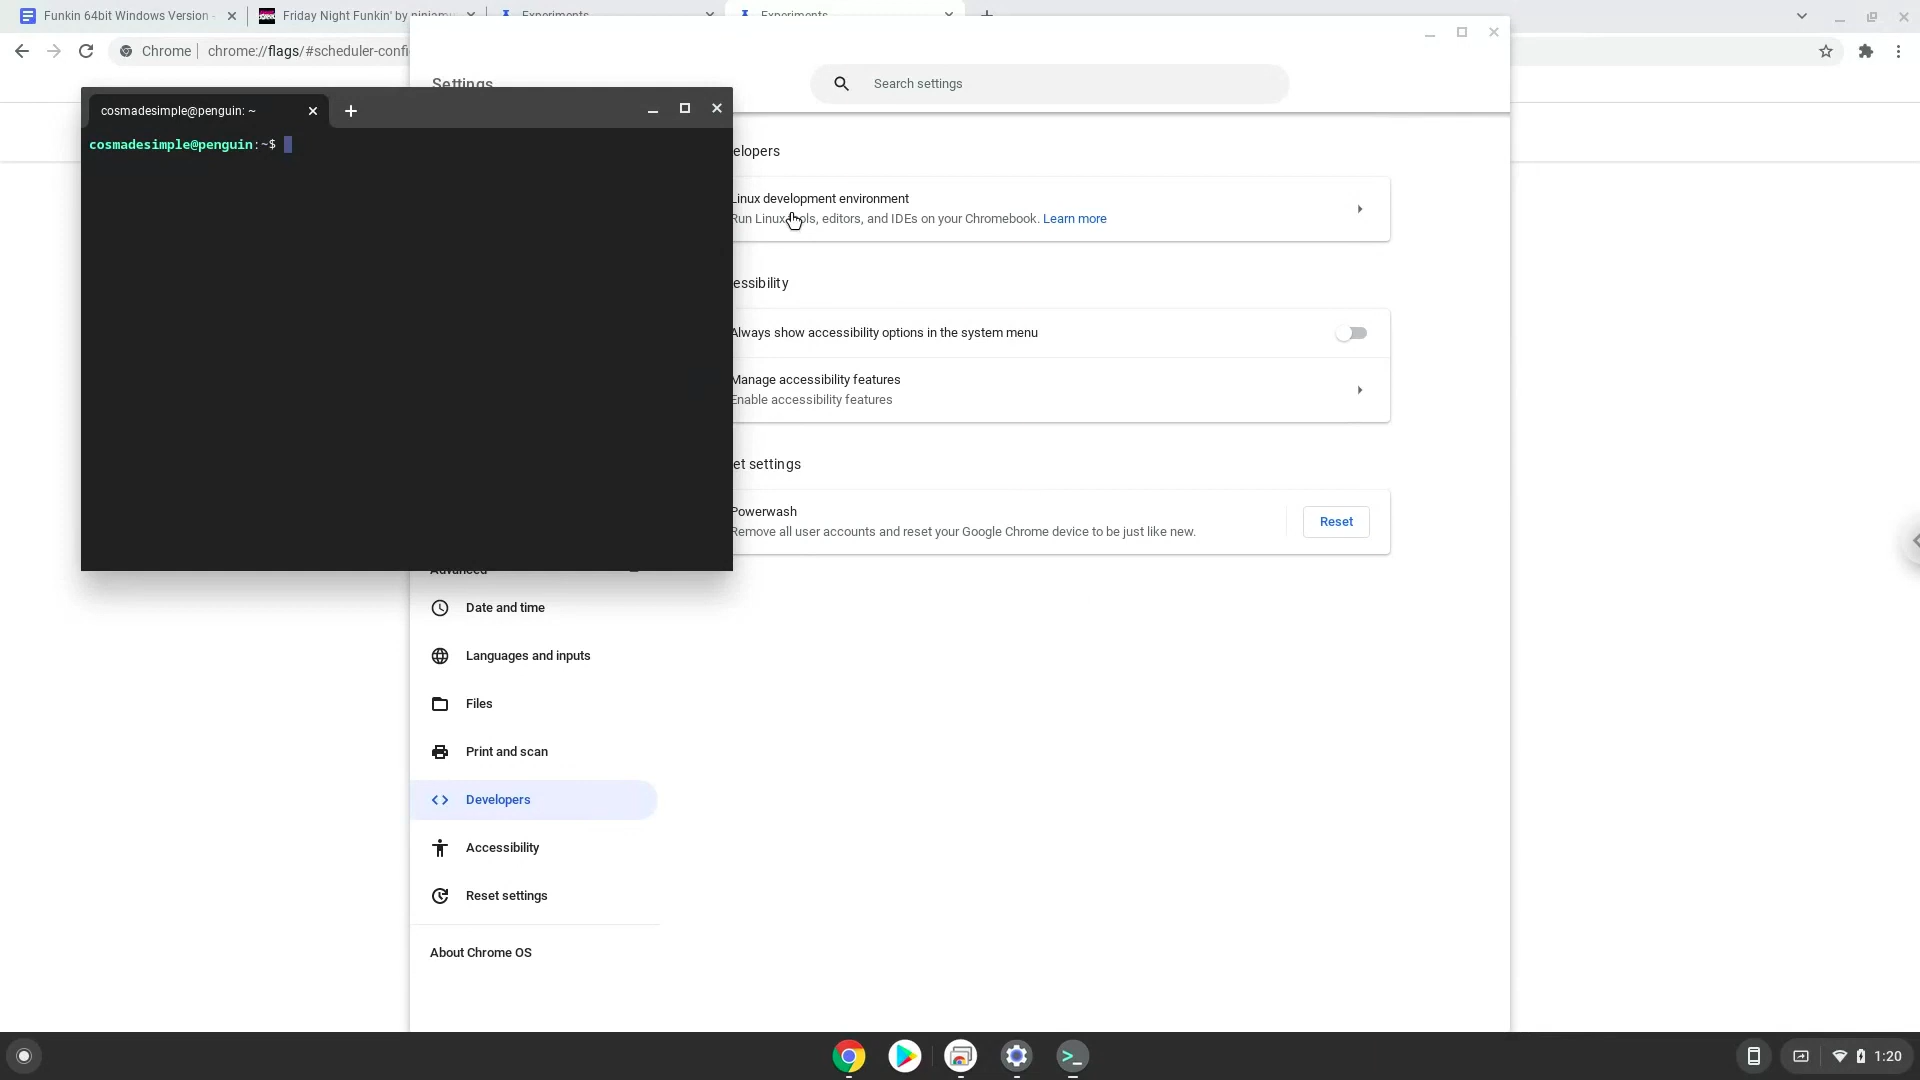 Funkin 64bit Windows Version -
Friday Night Funkin' by ninjam
Experiments
Experiments
Chrome
chrome://flags/#scheduler-confi
Settings
Search settings
cosmadesimple@penguin: ~
cosmadesimple@penguin:~$
elopers
Linux development environment
Run Linux ols, editors, and IDEs on your Chromebook. Learn more
essibility
Always show accessibility options in the system menu
Manage accessibility features
Enable accessibility features
et settings
Powerwash
Remove all user accounts and reset your Google Chrome device to be just like new.
Reset
Advanced
Date and time
Languages and inputs
Files
Print and scan
Developers
Accessibility
Reset settings
About Chrome OS
1:20